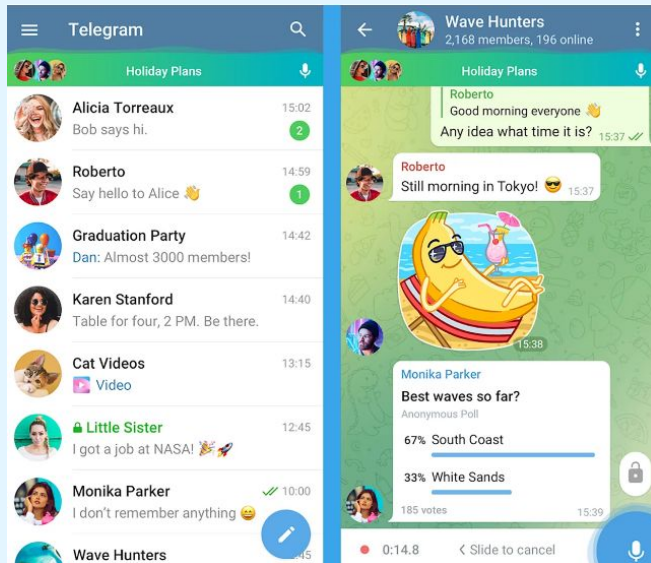 Telegram
Holiday Plans
Alicia Torreaux 15:02
Bob says hi. 2
Roberto 14:59
Say hello to Alice 👋 1
Graduation Party 14:42
Dan: Almost 3000 members!
Karen Stanford 14:40
Table for four, 2 PM. Be there.
Cat Videos 13:15
Video
Little Sister 12:45
I got a job at NASA! 🎉🚀
Monika Parker 10:00
I don't remember anything 😄
Wave Hunters
Wave Hunters
2,168 members, 196 online
Holiday Plans
Roberto
Good morning everyone 👋
Any idea what time it is? 15:37
Roberto
Still morning in Tokyo! 😎 15:37
15:38
Monika Parker
Best waves so far?
Anonymous Poll
67% South Coast
33% White Sands
185 votes 15:39
0:14.8 Slide to cancel